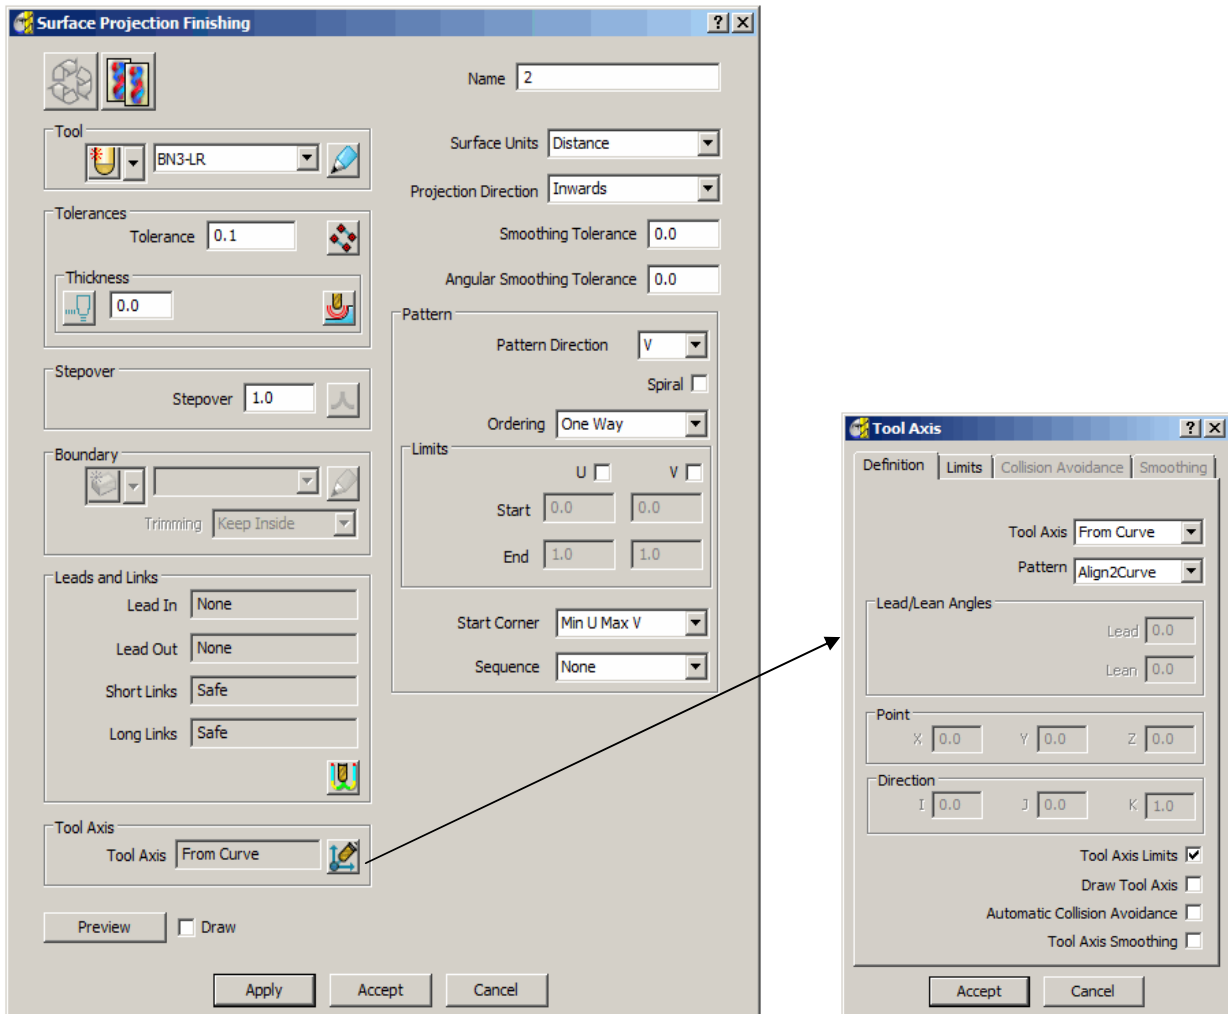 Surface Projection Finishing
Name 2
Tool
BN3-LR
Tolerances
Tolerance 0.1
Thickness
0.0
Stepover
Stepover 1.0
Boundary
Trimming Keep Inside
Leads and Links
Lead In None
Lead Out None
Short Links Safe
Long Links Safe
Tool Axis
Tool Axis From Curve
Preview Draw
Surface Units Distance
Projection Direction Inwards
Smoothing Tolerance 0.0
Angular Smoothing Tolerance 0.0
Pattern
Pattern Direction V
Spiral
Ordering One Way
Limits
U V
Start 0.0 0.0
End 1.0 1.0
Start Corner Min U Max V
Sequence None
Apply Accept Cancel
Tool Axis
Definition Limits Collision Avoidance Smoothing
Tool Axis From Curve
Pattern Align2Curve
Lead/Lean Angles
Lead 0.0
Lean 0.0
Point
X 0.0 Y 0.0 Z 0.0
Direction
I 0.0 J 0.0 K 1.0
Tool Axis Limits
Draw Tool Axis
Automatic Collision Avoidance
Tool Axis Smoothing
Accept Cancel